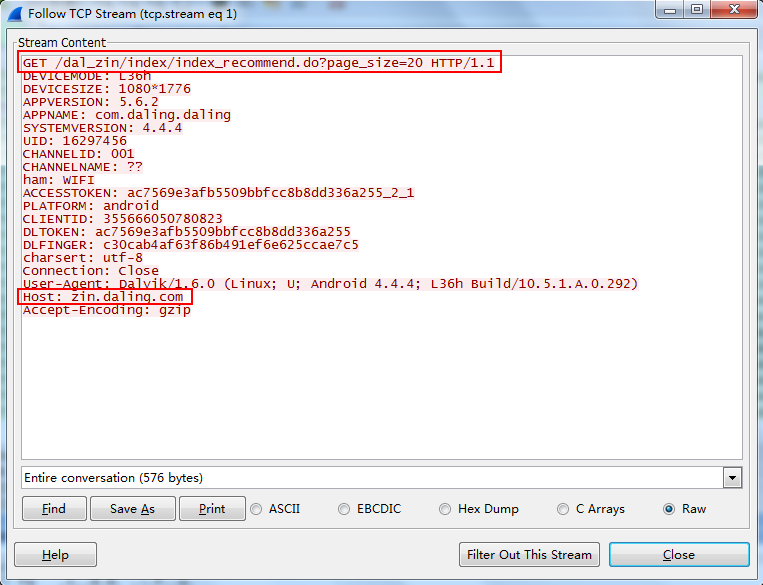 Follow TCP Stream (tcp.stream eq 1)
Stream Content
GET /dal_zin/index/index_recommend.do?page_size=20 HTTP/1.1
DEVICEMODE: L36h
DEVICESIZE: 1080*1776
APPVERSION: 5.6.2
APPNAME: com.daling.daling
SYSTEMVERSION: 4.4.4
UID: 16297456
CHANNELID: 001
CHANNELNAME: ??
ham: WIFI
ACCESSTOKEN: ac7569e3afb5509bbfcc8b8dd336a255_2_1
PLATFORM: android
CLIENTID: 355666050780823
DLTOKEN: ac7569e3afb5509bbfcc8b8dd336a255
DLFINGER: c30cab4af63f86b491ef6e625ccae7c5
charsert: utf-8
Connection: Close
User-Agent: Dalvik/1.6.0 (Linux; U; Android 4.4.4; L36h Build/10.5.1.A.0.292)
Host: zin.daling.com
Accept-Encoding: gzip
Entire conversation (576 bytes)
Find Save As Print ASCII EBCDIC Hex Dump C Arrays Raw
Help Filter Out This Stream Close